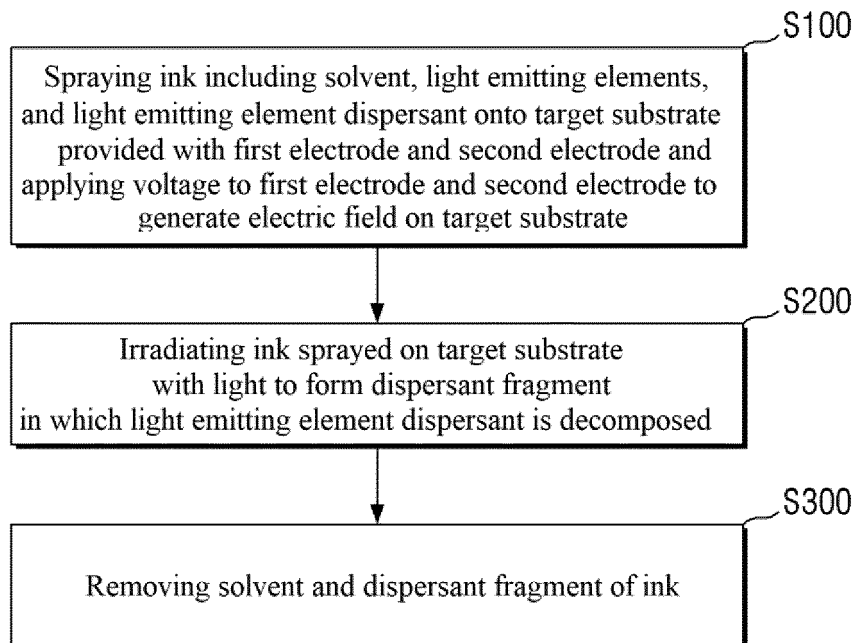 S100
Spraying ink including solvent, light emitting elements,
and light emitting element dispersant onto target substrate
provided with first electrode and second electrode and
applying voltage to first electrode and second electrode to
generate electric field on target substrate
S200
Irradiating ink sprayed on target substrate
with light to form dispersant fragment
in which light emitting element dispersant is decomposed
S300
Removing solvent and dispersant fragment of ink